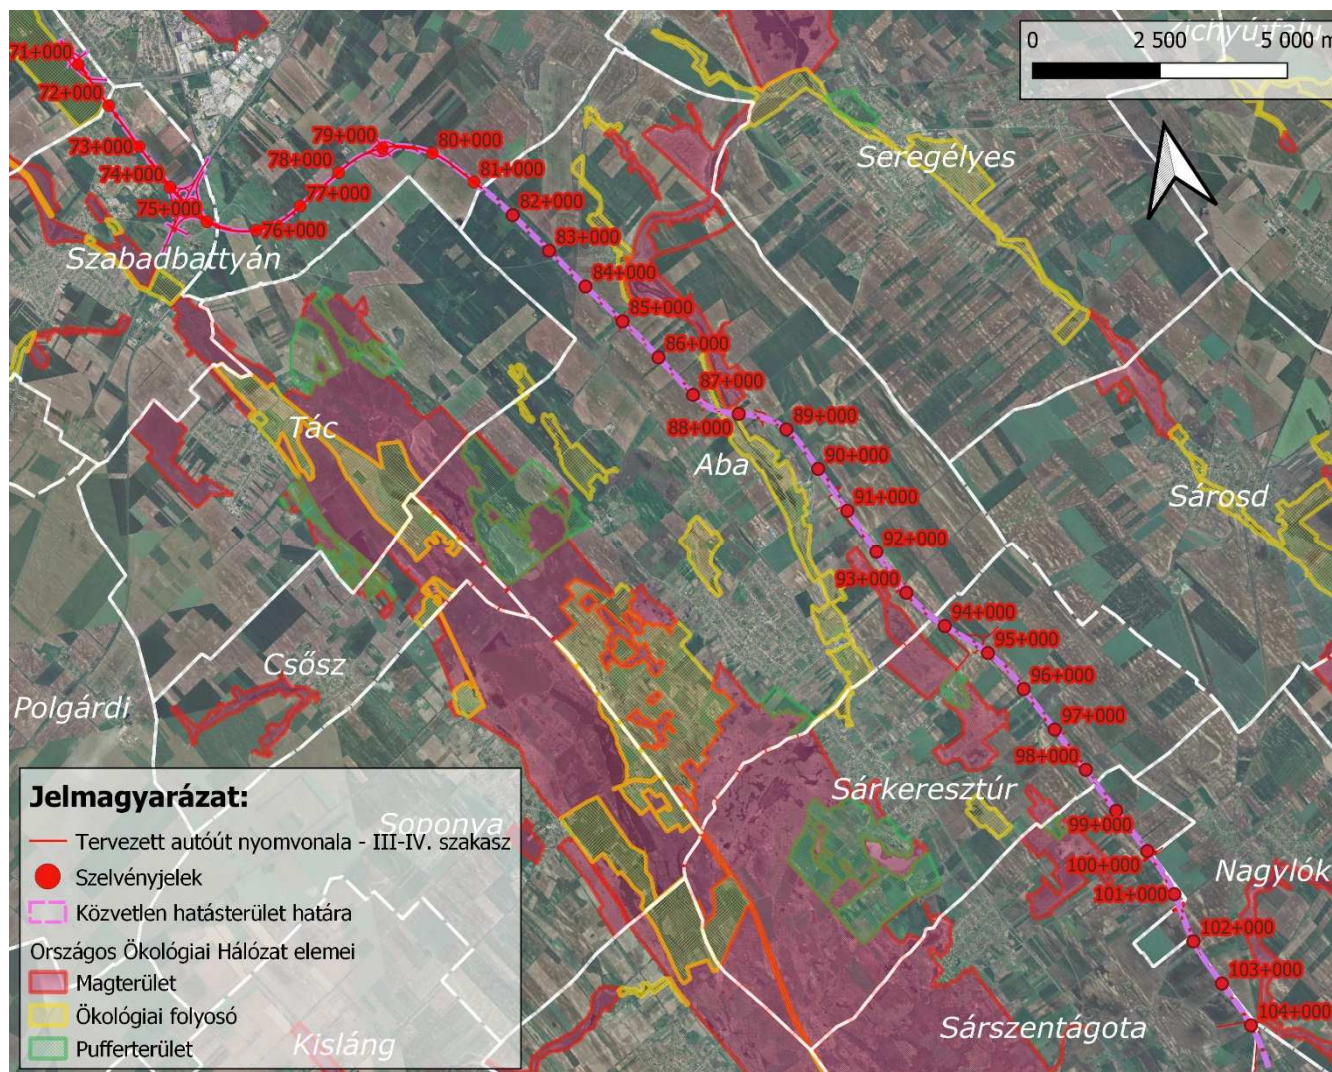 Zichyújfalu
0 2 500 5 000 m
71+000
72+000
73+000
74+000
75+000
76+000
77+000
78+000
79+000
80+000
81+000
82+000
83+000
84+000
85+000
86+000
87+000
88+000
89+000
90+000
91+000
92+000
93+000
94+000
95+000
96+000
97+000
98+000
99+000
100+000
101+000
102+000
103+000
104+000
Seregélyes
Szabadbattyán
Tác
Aba
Sárosd
Csősz
Polgárdi
Sárkeresztúr
Soponya
Nagylók
Sárszentágota
Kisláng
Jelmagyarázat:
Tervezett autóút nyomvonala - III-IV. szakasz
Szelvényjelek
Közvetlen hatásterület határa
Országos Ökológiai Hálózat elemei
Magterület
Ökológiai folyosó
Pufferterület